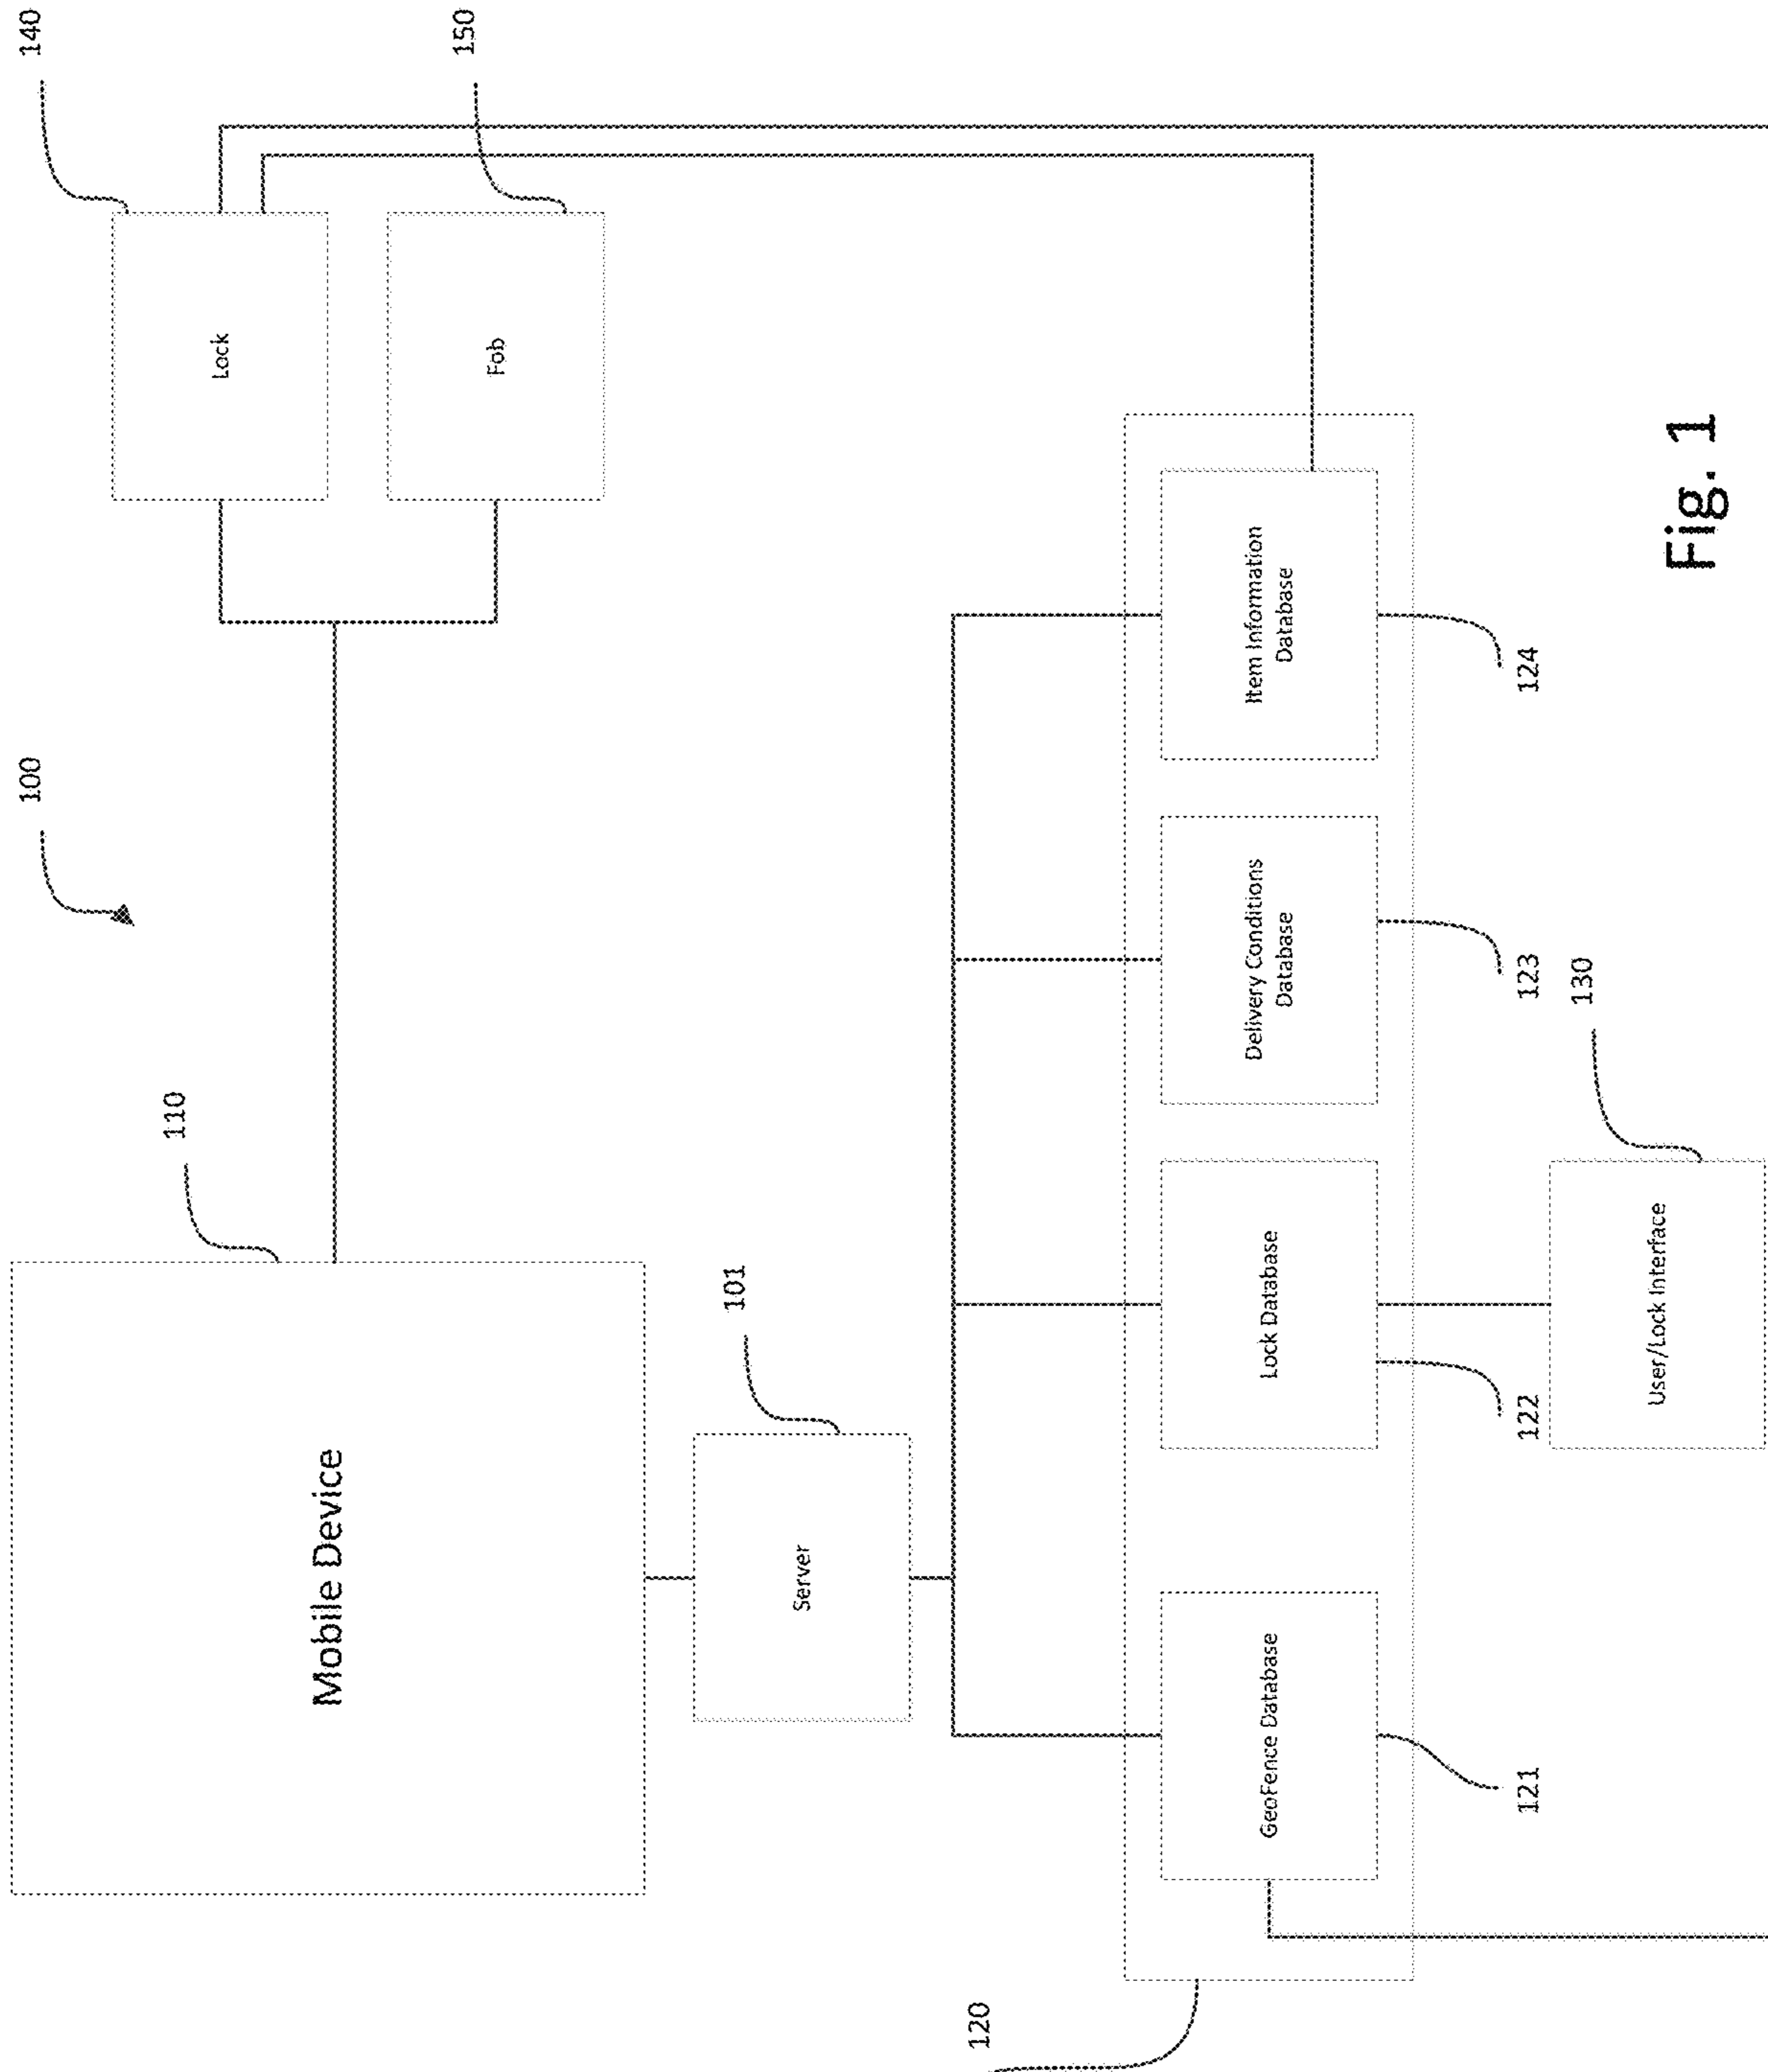 100
140
Lock
150
Fob
110
Mobile Device
101
Server
120
GeoFence Database
121
Lock Database
122
Delivery Conditions
Database
123
Item Information
Database
124
130
User/Lock Interface
Fig. 1